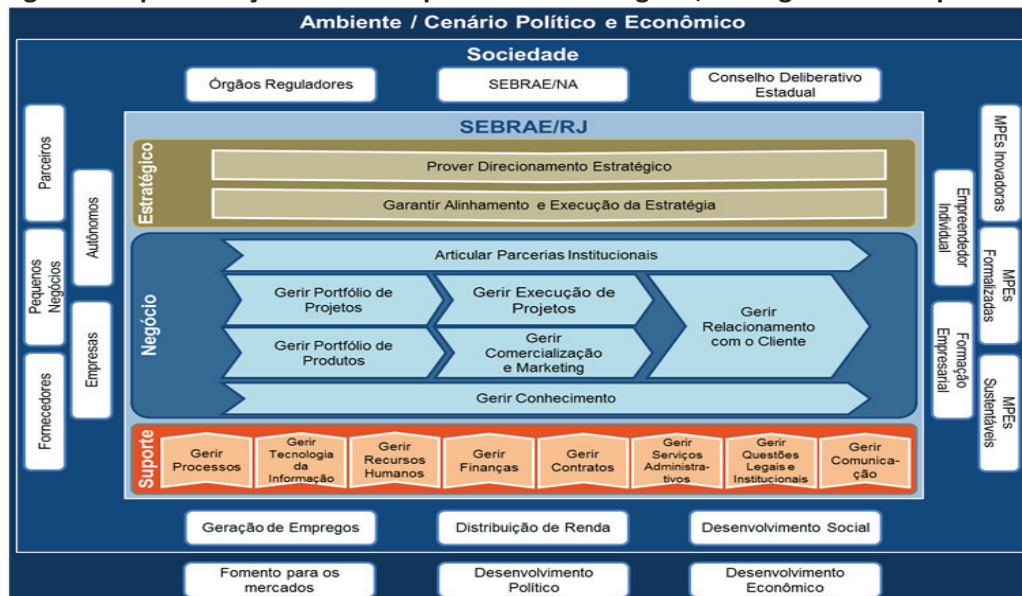 Ambiente / Cenário Político e Econômico
Sociedade
Órgãos Reguladores
SEBRAE/NA
Conselho Deliberativo
Estadual
Parceiros
Pequenos
Negócios
Fornecedores
Autônomos
Empresas
SEBRAE/RJ
Estratégico
Prover Direcionamento Estratégico
Garantir Alinhamento e Execução da Estratégia
Negócio
Articular Parcerias Institucionais
Gerir Portfólio de
Projetos
Gerir Execução de
Projetos
Gerir Portfólio de
Produtos
Gerir
Comercialização
e Marketing
Gerir
Relacionamento
com o Cliente
Gerir Conhecimento
Suporte
Gerir
Processos
Gerir
Tecnologia
da
Informação
Gerir
Recursos
Humanos
Gerir
Finanças
Gerir
Contratos
Gerir
Serviços
Administra-
tivos
Gerir
Questões
Legais e
Institucionais
Gerir
Comunica-
ção
Empreendedor
Individual
Formação
Empresarial
MPEs Inovadoras
MPEs
Formalizadas
MPEs
Sustentáveis
Geração de Empregos
Distribuição de Renda
Desenvolvimento Social
Fomento para os
mercados
Desenvolvimento
Político
Desenvolvimento
Econômico